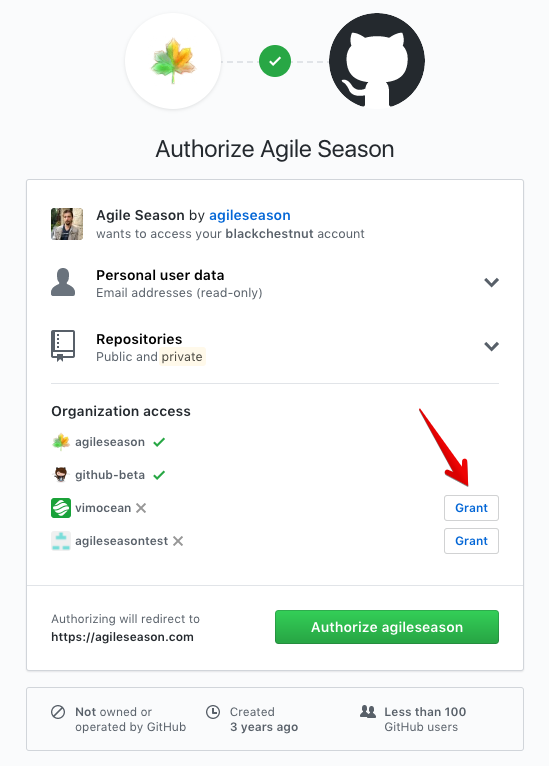 Authorize Agile Season
Agile Season by agileseason
wants to access your blackchestnut account
Personal user data
Email addresses (read-only)
Repositories
Public and private
Organization access
agileseason
github-beta
vimocean
Grant
agileseasontest
Grant
Authorizing will redirect to
https://agileseason.com
Authorize agileseason
Not owned or
operated by GitHub
Created
3 years ago
Less than 100
GitHub users